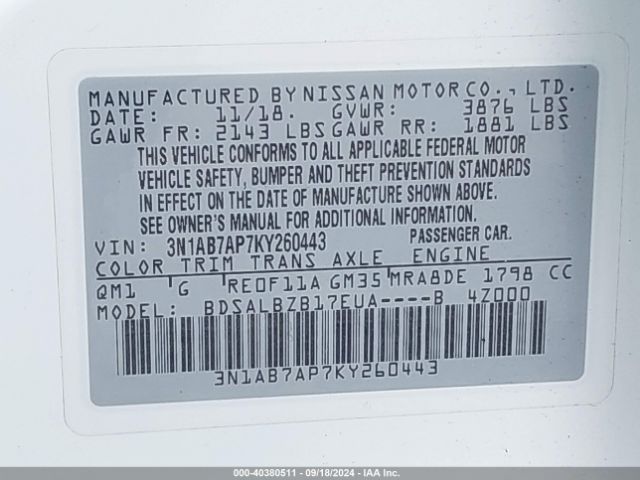 MANUFACTURED BY NISSAN MOTOR CO., LTD.
DATE: 11/18. GVWR: 3876 LBS
GAWR FR: 2143 LBS GAWR RR: 1881 LBS
THIS VEHICLE CONFORMS TO ALL APPLICABLE FEDERAL MOTOR
VEHICLE SAFETY, BUMPER AND THEFT PREVENTION STANDARDS
IN EFFECT ON THE DATE OF MANUFACTURE SHOWN ABOVE.
SEE OWNER'S MANUAL FOR ADDITIONAL INFORMATION.
VIN: 3N1AB7AP7KY260443 PASSENGER CAR.
COLOR TRIM TRANS AXLE ENGINE
QM1 G RE0F11A GM35 MRA8DE 1798 CC
MODEL: BDSALBZB17EUA----B 4Z000
3N1AB7AP7KY260443
000-40380511 - 09/18/2024 - IAA Inc.